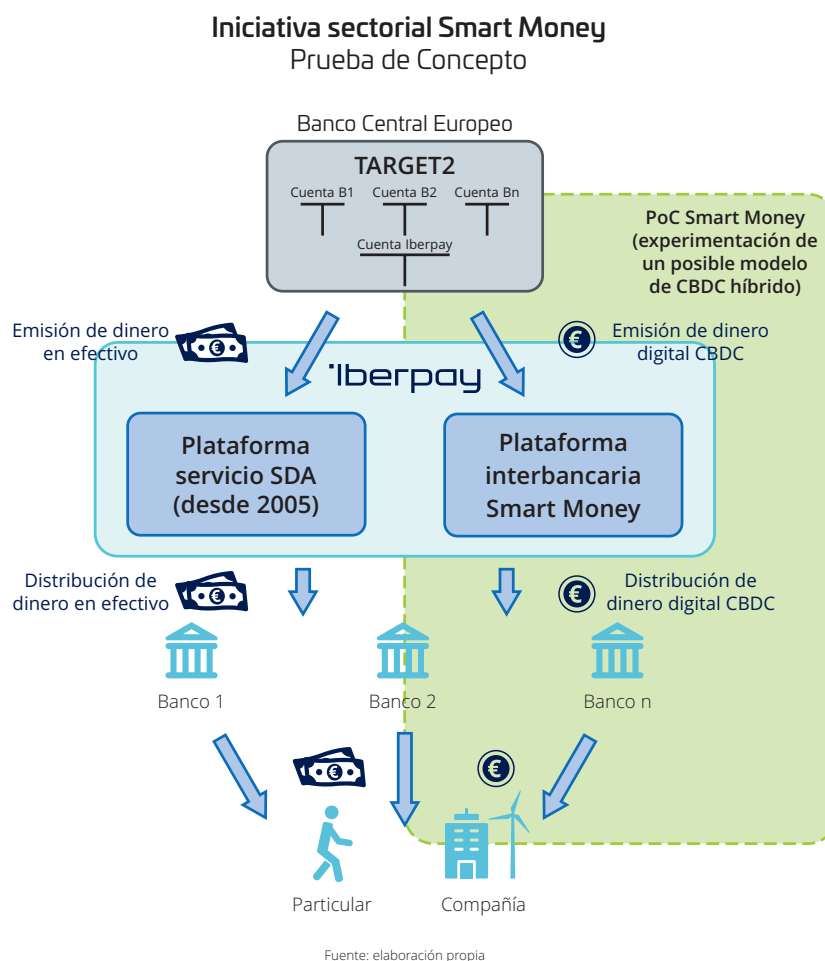 Iniciativa sectorial Smart Money
Prueba de Concepto
Banco Central Europeo
TARGET2
Cuenta B1
Cuenta B2
Cuenta Bn
Cuenta Iberpay
PoC Smart Money
(experimentación de
un posible modelo
de CBDC híbrido)
Emisión de dinero
en efectivo
Emisión de dinero
digital CBDC
Iberpay
Plataforma
servicio SDA
(desde 2005)
Plataforma
interbancaria
Smart Money
Distribución de
dinero en efectivo
Distribución de
dinero digital CBDC
Banco 1
Banco 2
Banco n
Particular
Compañía
Fuente: elaboración propia